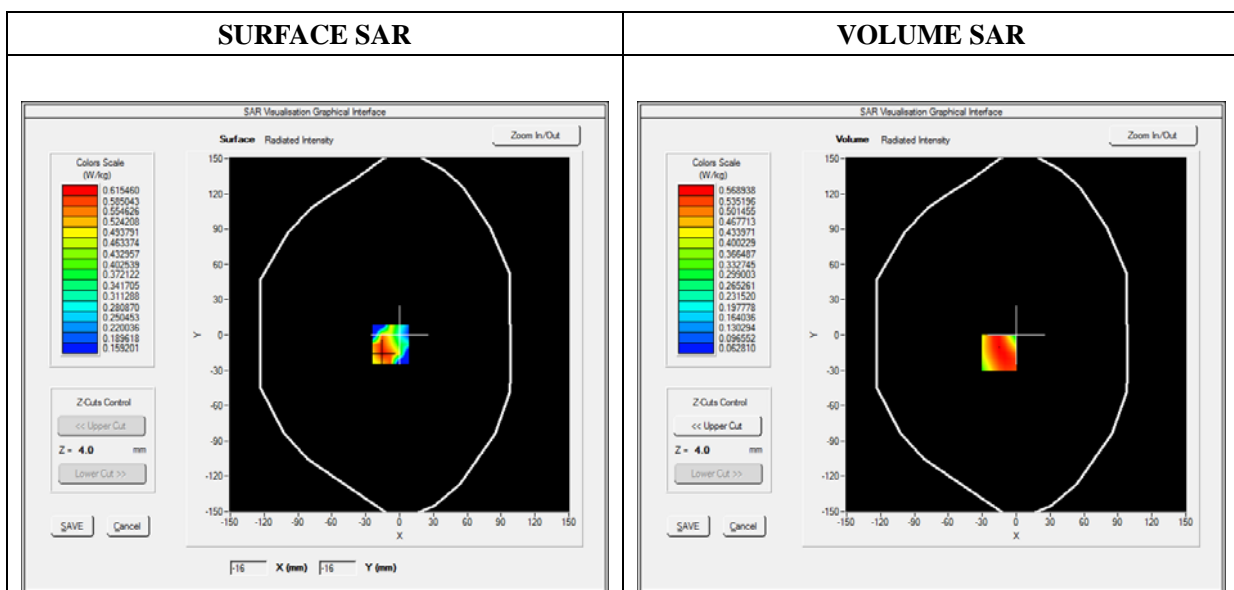 SURFACE SAR
VOLUME SAR
SAR Visualisation Graphical Interface
Surface Radiated Intensity
Zoom In/Out
Colors Scale
(W/kg)
0.615460
0.585043
0.554626
0.524208
0.493791
0.463374
0.432957
0.402539
0.372122
0.341705
0.311288
0.280870
0.250453
0.220036
0.189618
0.159201
Z-Cuts Control
<< Upper Cut
Z = 4.0 mm
Lower Cut >>
SAVE Cancel
150
120
90
60
30
0
-30
-60
-90
-120
-150
Y
-150 -120 -90 -60 -30 0 30 60 90 120 150
X
-16 X (mm) -16 Y (mm)
SAR Visualisation Graphical Interface
Volume Radiated Intensity
Zoom In/Out
Colors Scale
(W/kg)
0.568938
0.535196
0.501455
0.467713
0.433971
0.400229
0.366487
0.332745
0.299003
0.265261
0.231520
0.197778
0.164036
0.130294
0.096552
0.062810
Z-Cuts Control
<< Upper Cut
Z = 4.0 mm
Lower Cut >>
SAVE Cancel
150
120
90
60
30
0
-30
-60
-90
-120
-150
Y
-150 -120 -90 -60 -30 0 30 60 90 120 150
X